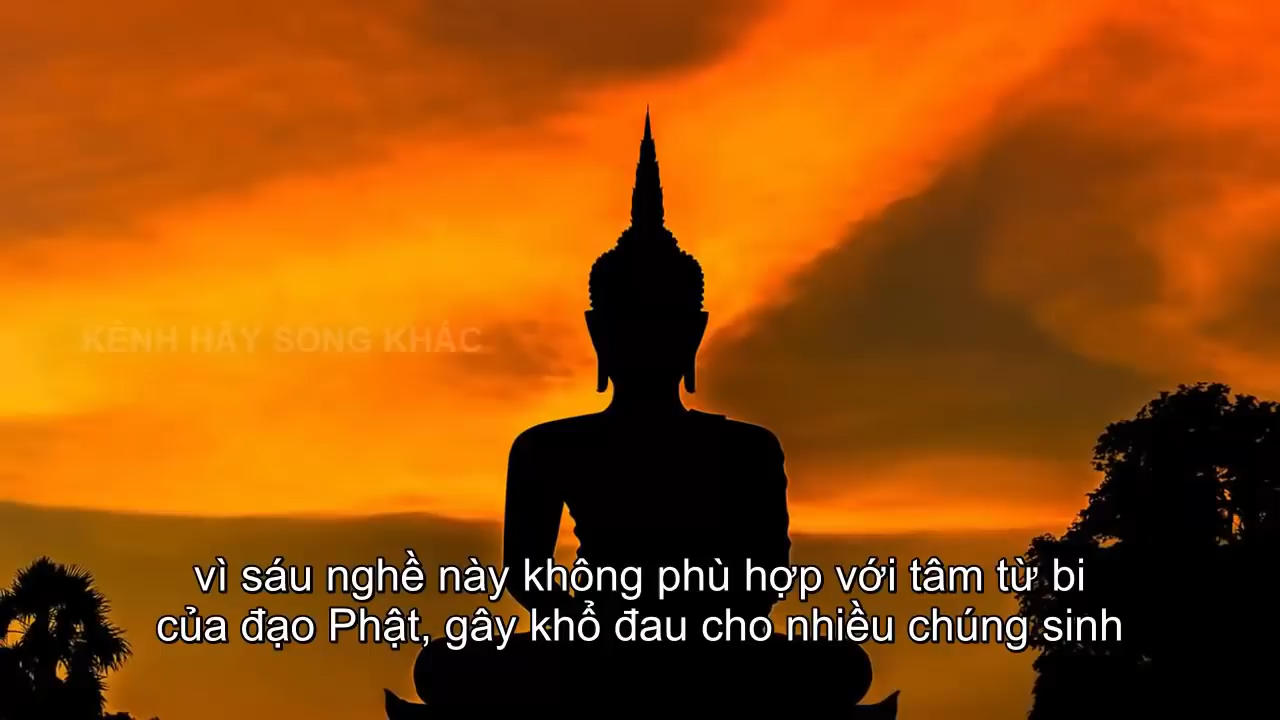 KÊNH HÃY SỐNG KHÁC
vì sáu nghề này không phù hợp với tâm từ bi
của đạo Phật, gây khổ đau cho nhiều chúng sinh